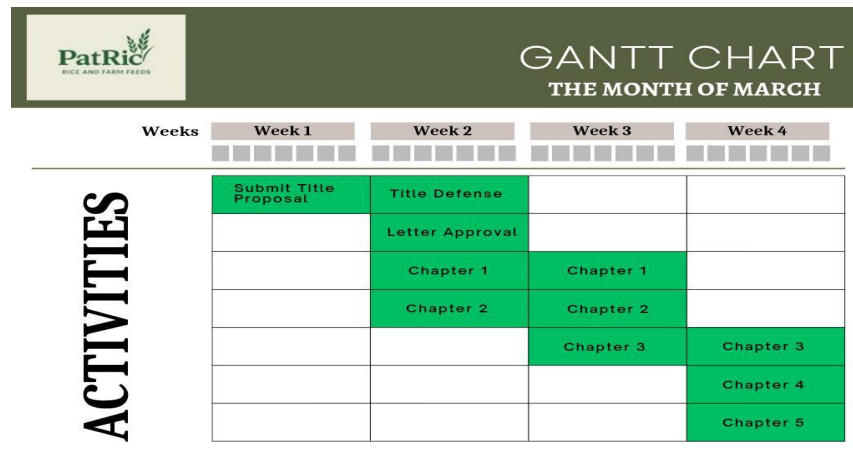 PatRic
RICE AND FARM FEEDS
GANTT CHART
THE MONTH OF MARCH
Weeks Week 1 Week 2 Week 3 Week 4
ACTIVITIES
Submit Title
Proposal
Title Defense
Letter Approval
Chapter 1 Chapter 1
Chapter 2 Chapter 2
Chapter 3 Chapter 3
Chapter 4
Chapter 5